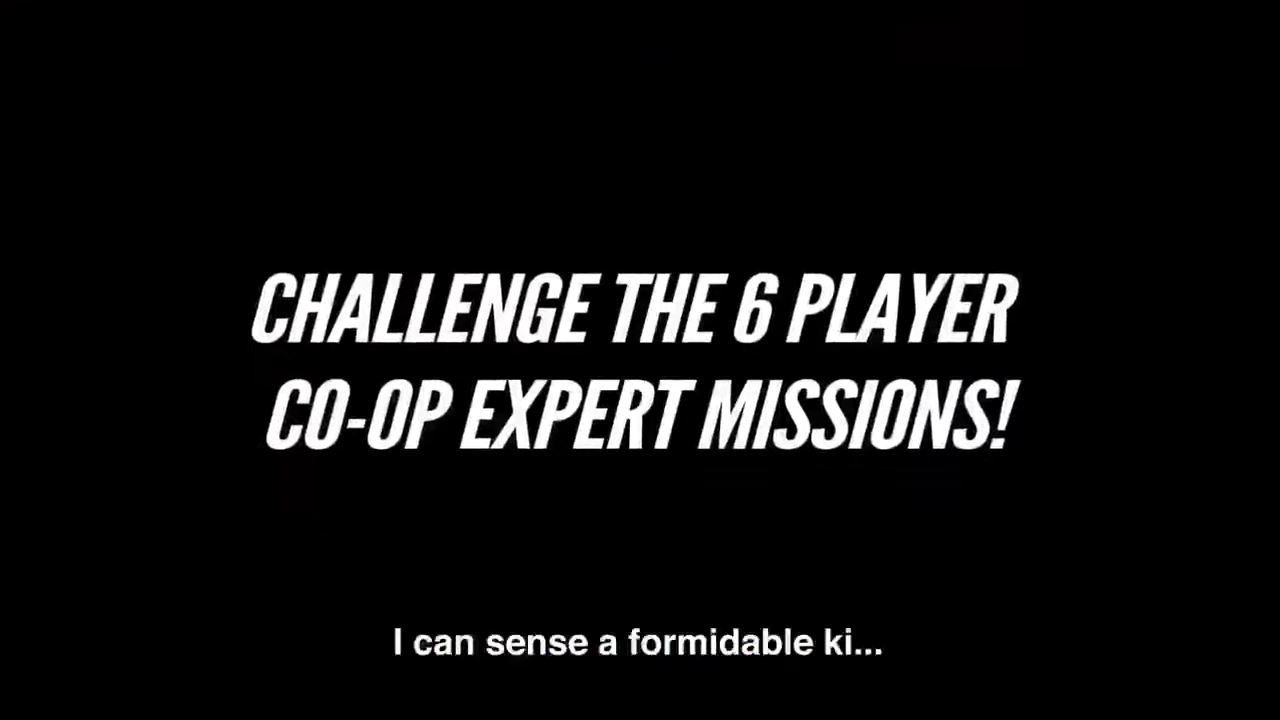 CHALLENGE THE 6 PLAYER
CO-OP EXPERT MISSIONS!
I can sense a formidable ki...